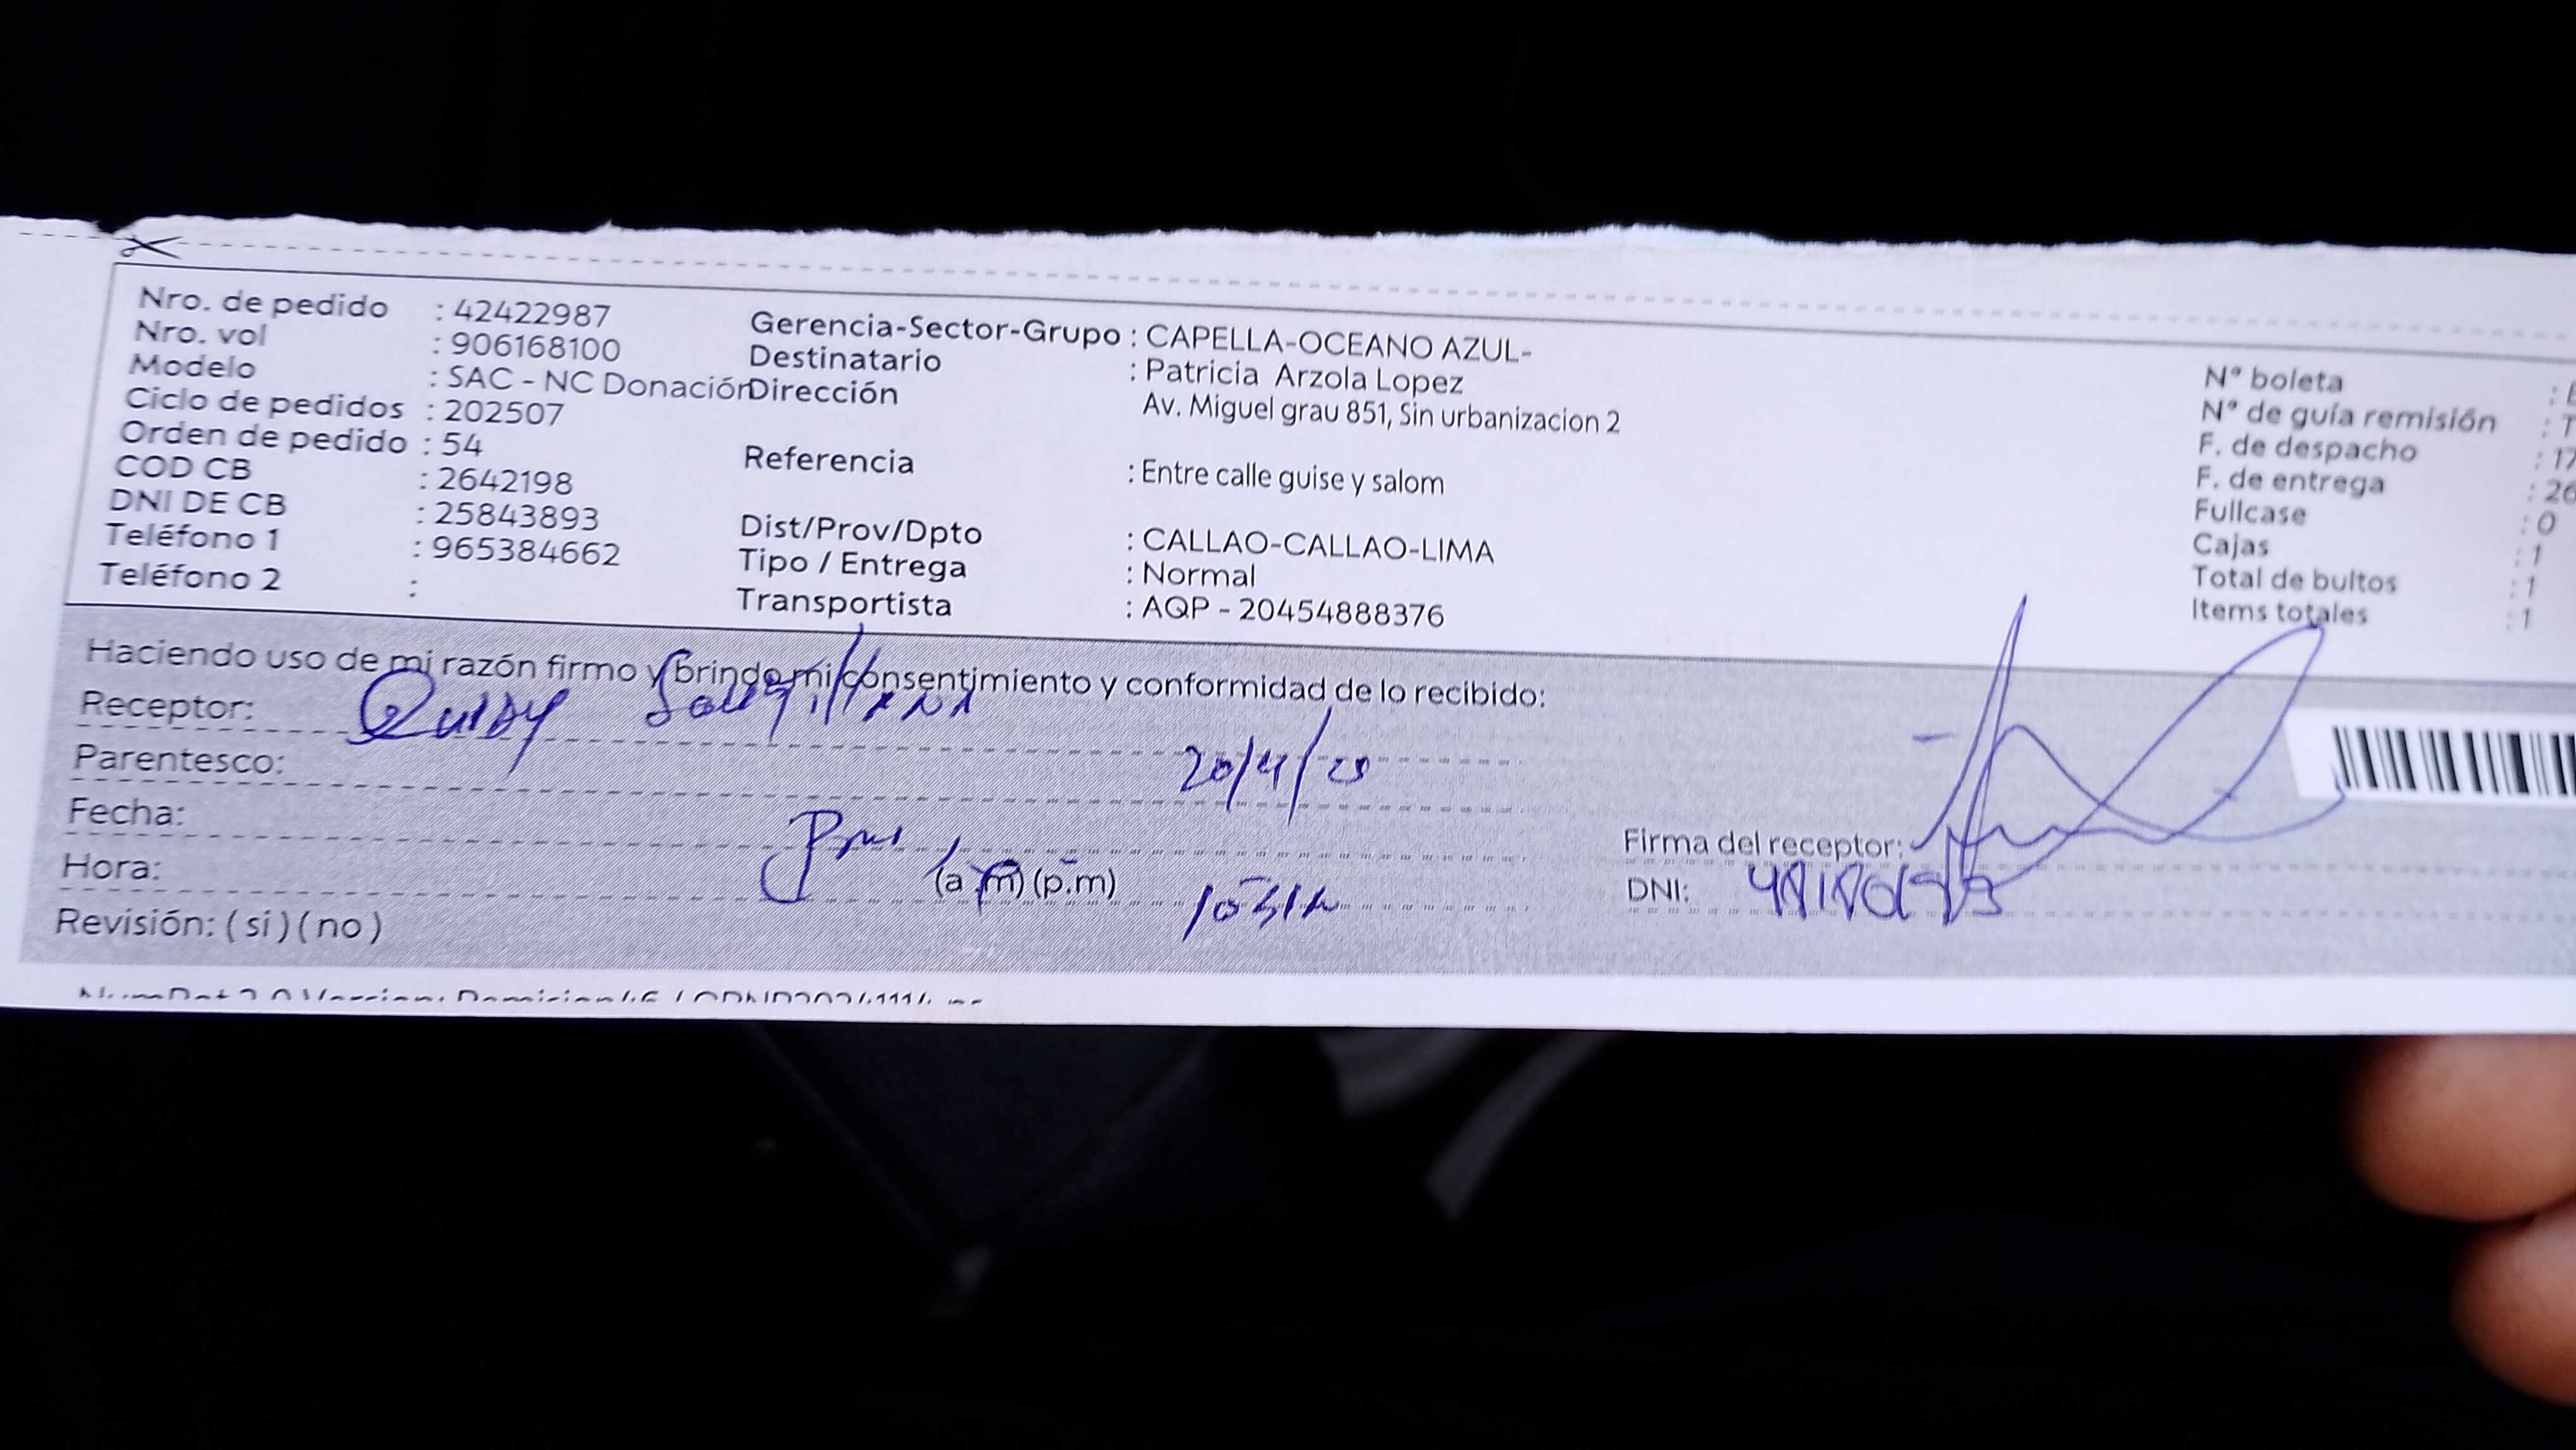 Nro. de pedido : 42422987
Nro. vol : 906168100
Modelo : SAC - NC Donación
Ciclo de pedidos : 202507
Orden de pedido : 54
COD CB : 2642198
DNI DE CB : 25843893
Teléfono 1 : 965384662
Teléfono 2 :
Gerencia-Sector-Grupo : CAPELLA-OCEANO AZUL-
Destinatario : Patricia Arzola Lopez
Dirección Av. Miguel grau 851, Sin urbanizacion 2
Referencia : Entre calle guise y salom
Dist/Prov/Dpto : CALLAO-CALLAO-LIMA
Tipo / Entrega : Normal
Transportista : AQP - 20454888376
N° boleta :
N° de guía remisión : T
F. de despacho : 17
F. de entrega : 26
Fullcase : 0
Cajas : 1
Total de bultos : 1
Items totales : 1
Haciendo uso de mi razón firmo y brindo mi consentimiento y conformidad de lo recibido:
Receptor:
Parentesco:
Fecha:
Hora: (a.m) (p.m)
Revisión: ( si ) ( no )
Firma del receptor:
DNI: